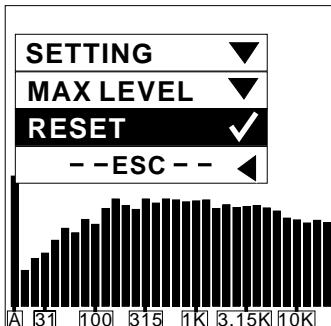 SETTING
MAX LEVEL
RESET
--ESC--
A 31 100 315 1K 3.15K 10K